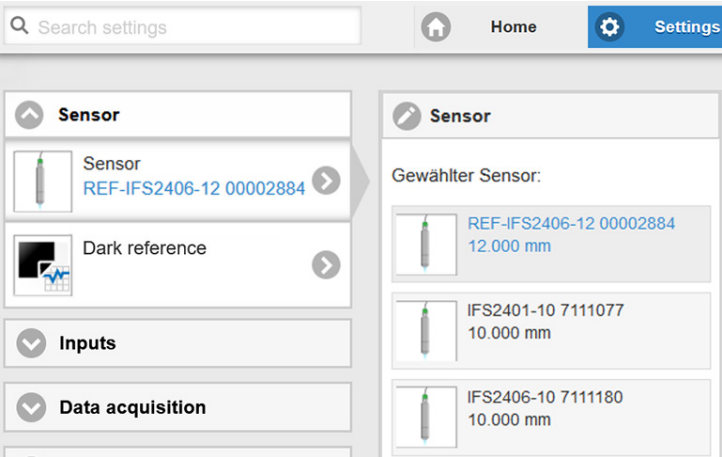 Search settings
Home
Settings
Sensor
Sensor
REF-IFS2406-12 00002884
Dark reference
Inputs
Data acquisition
Sensor
Gewählter Sensor:
REF-IFS2406-12 00002884
12.000 mm
IFS2401-10 7111077
10.000 mm
IFS2406-10 7111180
10.000 mm